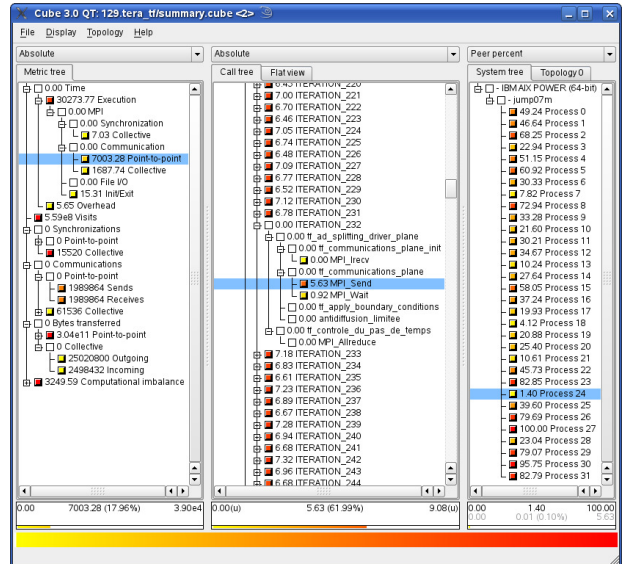 Cube 3.0 QT: 129.tera_tf/summary.cube <2>
File Display Topology Help
Absolute
Absolute
Peer percent
Metric tree
0.00 Time
30273.77 Execution
0.00 MPI
0.00 Synchronization
7.03 Collective
0.00 Communication
7003.28 Point-to-point
1687.74 Collective
0.00 File I/O
15.31 Init/Exit
5.65 Overhead
5.59e8 Visits
0 Synchronizations
0 Point-to-point
15520 Collective
0 Communications
0 Point-to-point
1989864 Sends
1989864 Receives
61536 Collective
0 Bytes transferred
3.04e11 Point-to-point
0 Collective
25020800 Outgoing
2498432 Incoming
3249.59 Computational imbalance
0.00 7003.28 (17.96%) 3.90e4
Call tree Flat view
6.43 ITERATION_220
7.00 ITERATION_221
6.70 ITERATION_222
6.46 ITERATION_223
7.05 ITERATION_224
6.74 ITERATION_225
6.48 ITERATION_226
7.09 ITERATION_227
6.77 ITERATION_228
6.52 ITERATION_229
7.12 ITERATION_230
6.78 ITERATION_231
0.00 ITERATION_232
0.00 tf_ad_splitting_driver_plane
0.00 tf_communications_plane_init
0.00 MPI_Irecv
0.00 tf_communications_plane
5.63 MPI_Send
0.92 MPI_Wait
0.00 tf_apply_boundary_conditions
0.00 antidiffusion_limitee
0.00 tf_controle_du_pas_de_temps
0.00 MPI_Allreduce
7.18 ITERATION_233
6.83 ITERATION_234
6.61 ITERATION_235
7.23 ITERATION_236
6.89 ITERATION_237
6.67 ITERATION_238
7.28 ITERATION_239
6.94 ITERATION_240
6.68 ITERATION_241
7.32 ITERATION_242
6.96 ITERATION_243
6.68 ITERATION_244
0.00(u) 5.63 (61.99%) 9.08(u)
System tree Topology 0
- IBM AIX POWER (64-bit)
- jump07m
49.24 Process 0
46.64 Process 1
68.25 Process 2
22.94 Process 3
51.15 Process 4
60.92 Process 5
30.33 Process 6
7.82 Process 7
72.94 Process 8
33.28 Process 9
21.60 Process 10
30.21 Process 11
34.67 Process 12
10.24 Process 13
27.64 Process 14
58.05 Process 15
37.24 Process 16
19.93 Process 17
4.12 Process 18
20.88 Process 19
25.40 Process 20
10.61 Process 21
45.73 Process 22
82.85 Process 23
1.40 Process 24
39.60 Process 25
79.69 Process 26
100.00 Process 27
23.04 Process 28
79.07 Process 29
95.75 Process 30
82.79 Process 31
0.00 1.40 100.00
0.00 0.01 (0.10%) 5.63